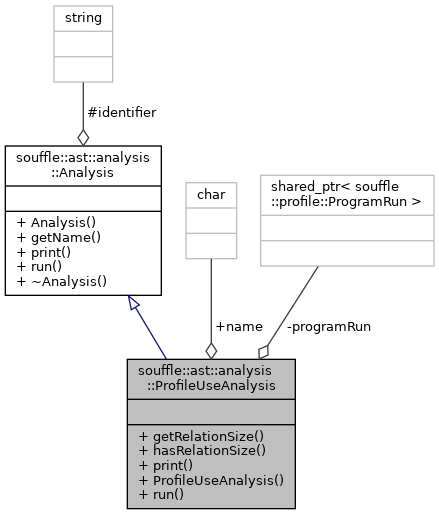 string
#identifier
souffle::ast::analysis
::Analysis
+ Analysis()
+ getName()
+ print()
+ run()
+ ~Analysis()
char
shared_ptr< souffle
::profile::ProgramRun >
+name
-programRun
souffle::ast::analysis
::ProfileUseAnalysis
+ getRelationSize()
+ hasRelationSize()
+ print()
+ ProfileUseAnalysis()
+ run()